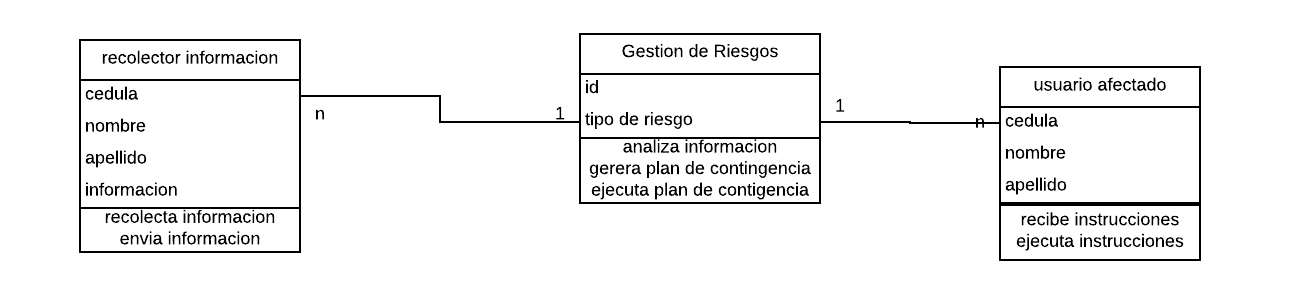 recolector informacion
cedula
nombre
apellido
informacion
recolecta informacion
envia informacion
n
1
Gestion de Riesgos
id
tipo de riesgo
analiza informacion
gerera plan de contingencia
ejecuta plan de contigencia
1
n
usuario afectado
cedula
nombre
apellido
recibe instrucciones
ejecuta instrucciones